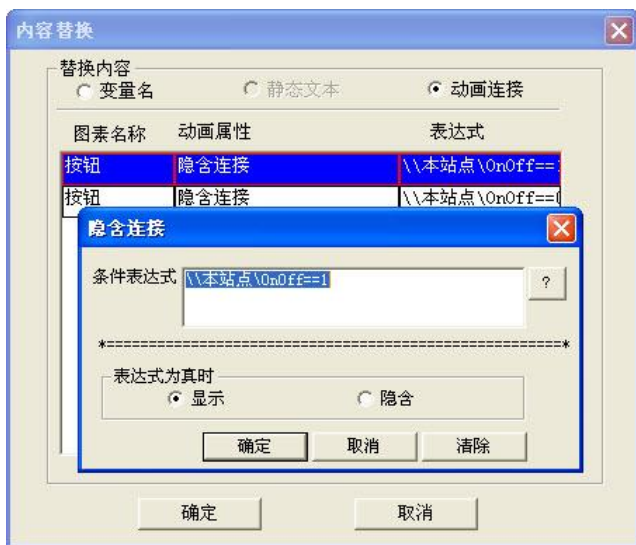 内容替换
替换内容
变量名 静态文本 动画连接
图素名称 动画属性 表达式
按钮 隐含连接 \\本站点\OnOff==
按钮 隐含连接 \\本站点\OnOff==
隐含连接
条件表达式 \\本站点\OnOff==1 ?
*====================================================*
表达式为真时
显示 隐含
确定 取消 清除
确定 取消